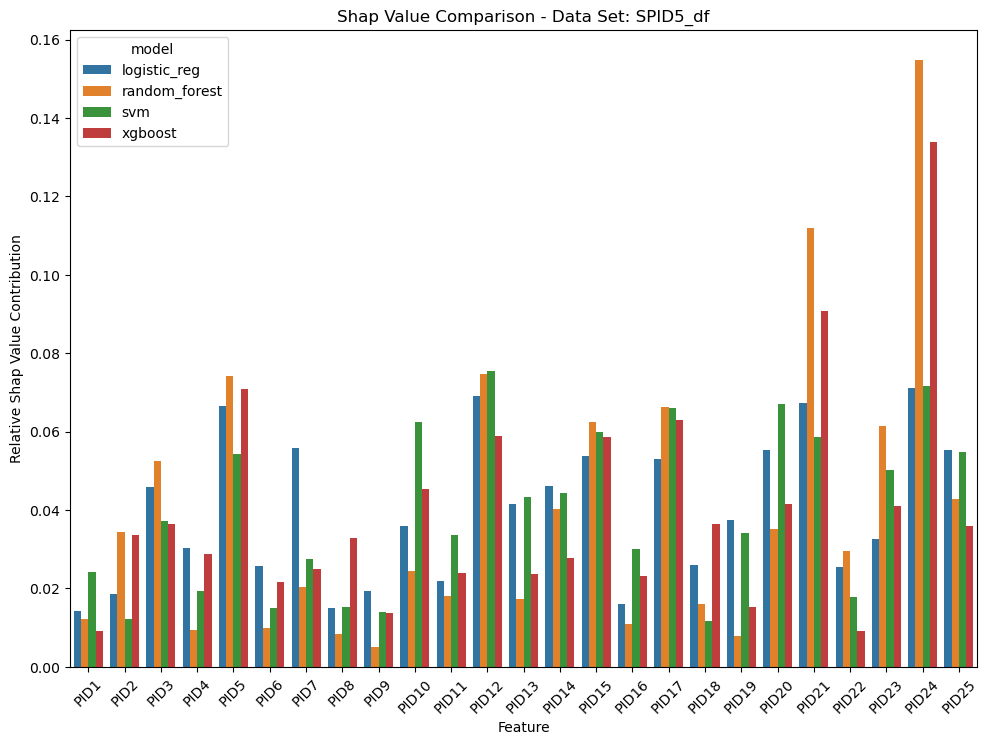 Shap Value Comparison - Data Set: SPID5_df
model
logistic_reg
random_forest
svm
xgboost
Relative Shap Value Contribution
0.16
0.14
0.12
0.10
0.08
0.06
0.04
0.02
0.00
PID1 PID2 PID3 PID4 PID5 PID6 PID7 PID8 PID9 PID10 PID11 PID12 PID13 PID14 PID15 PID16 PID17 PID18 PID19 PID20 PID21 PID22 PID23 PID24 PID25
Feature